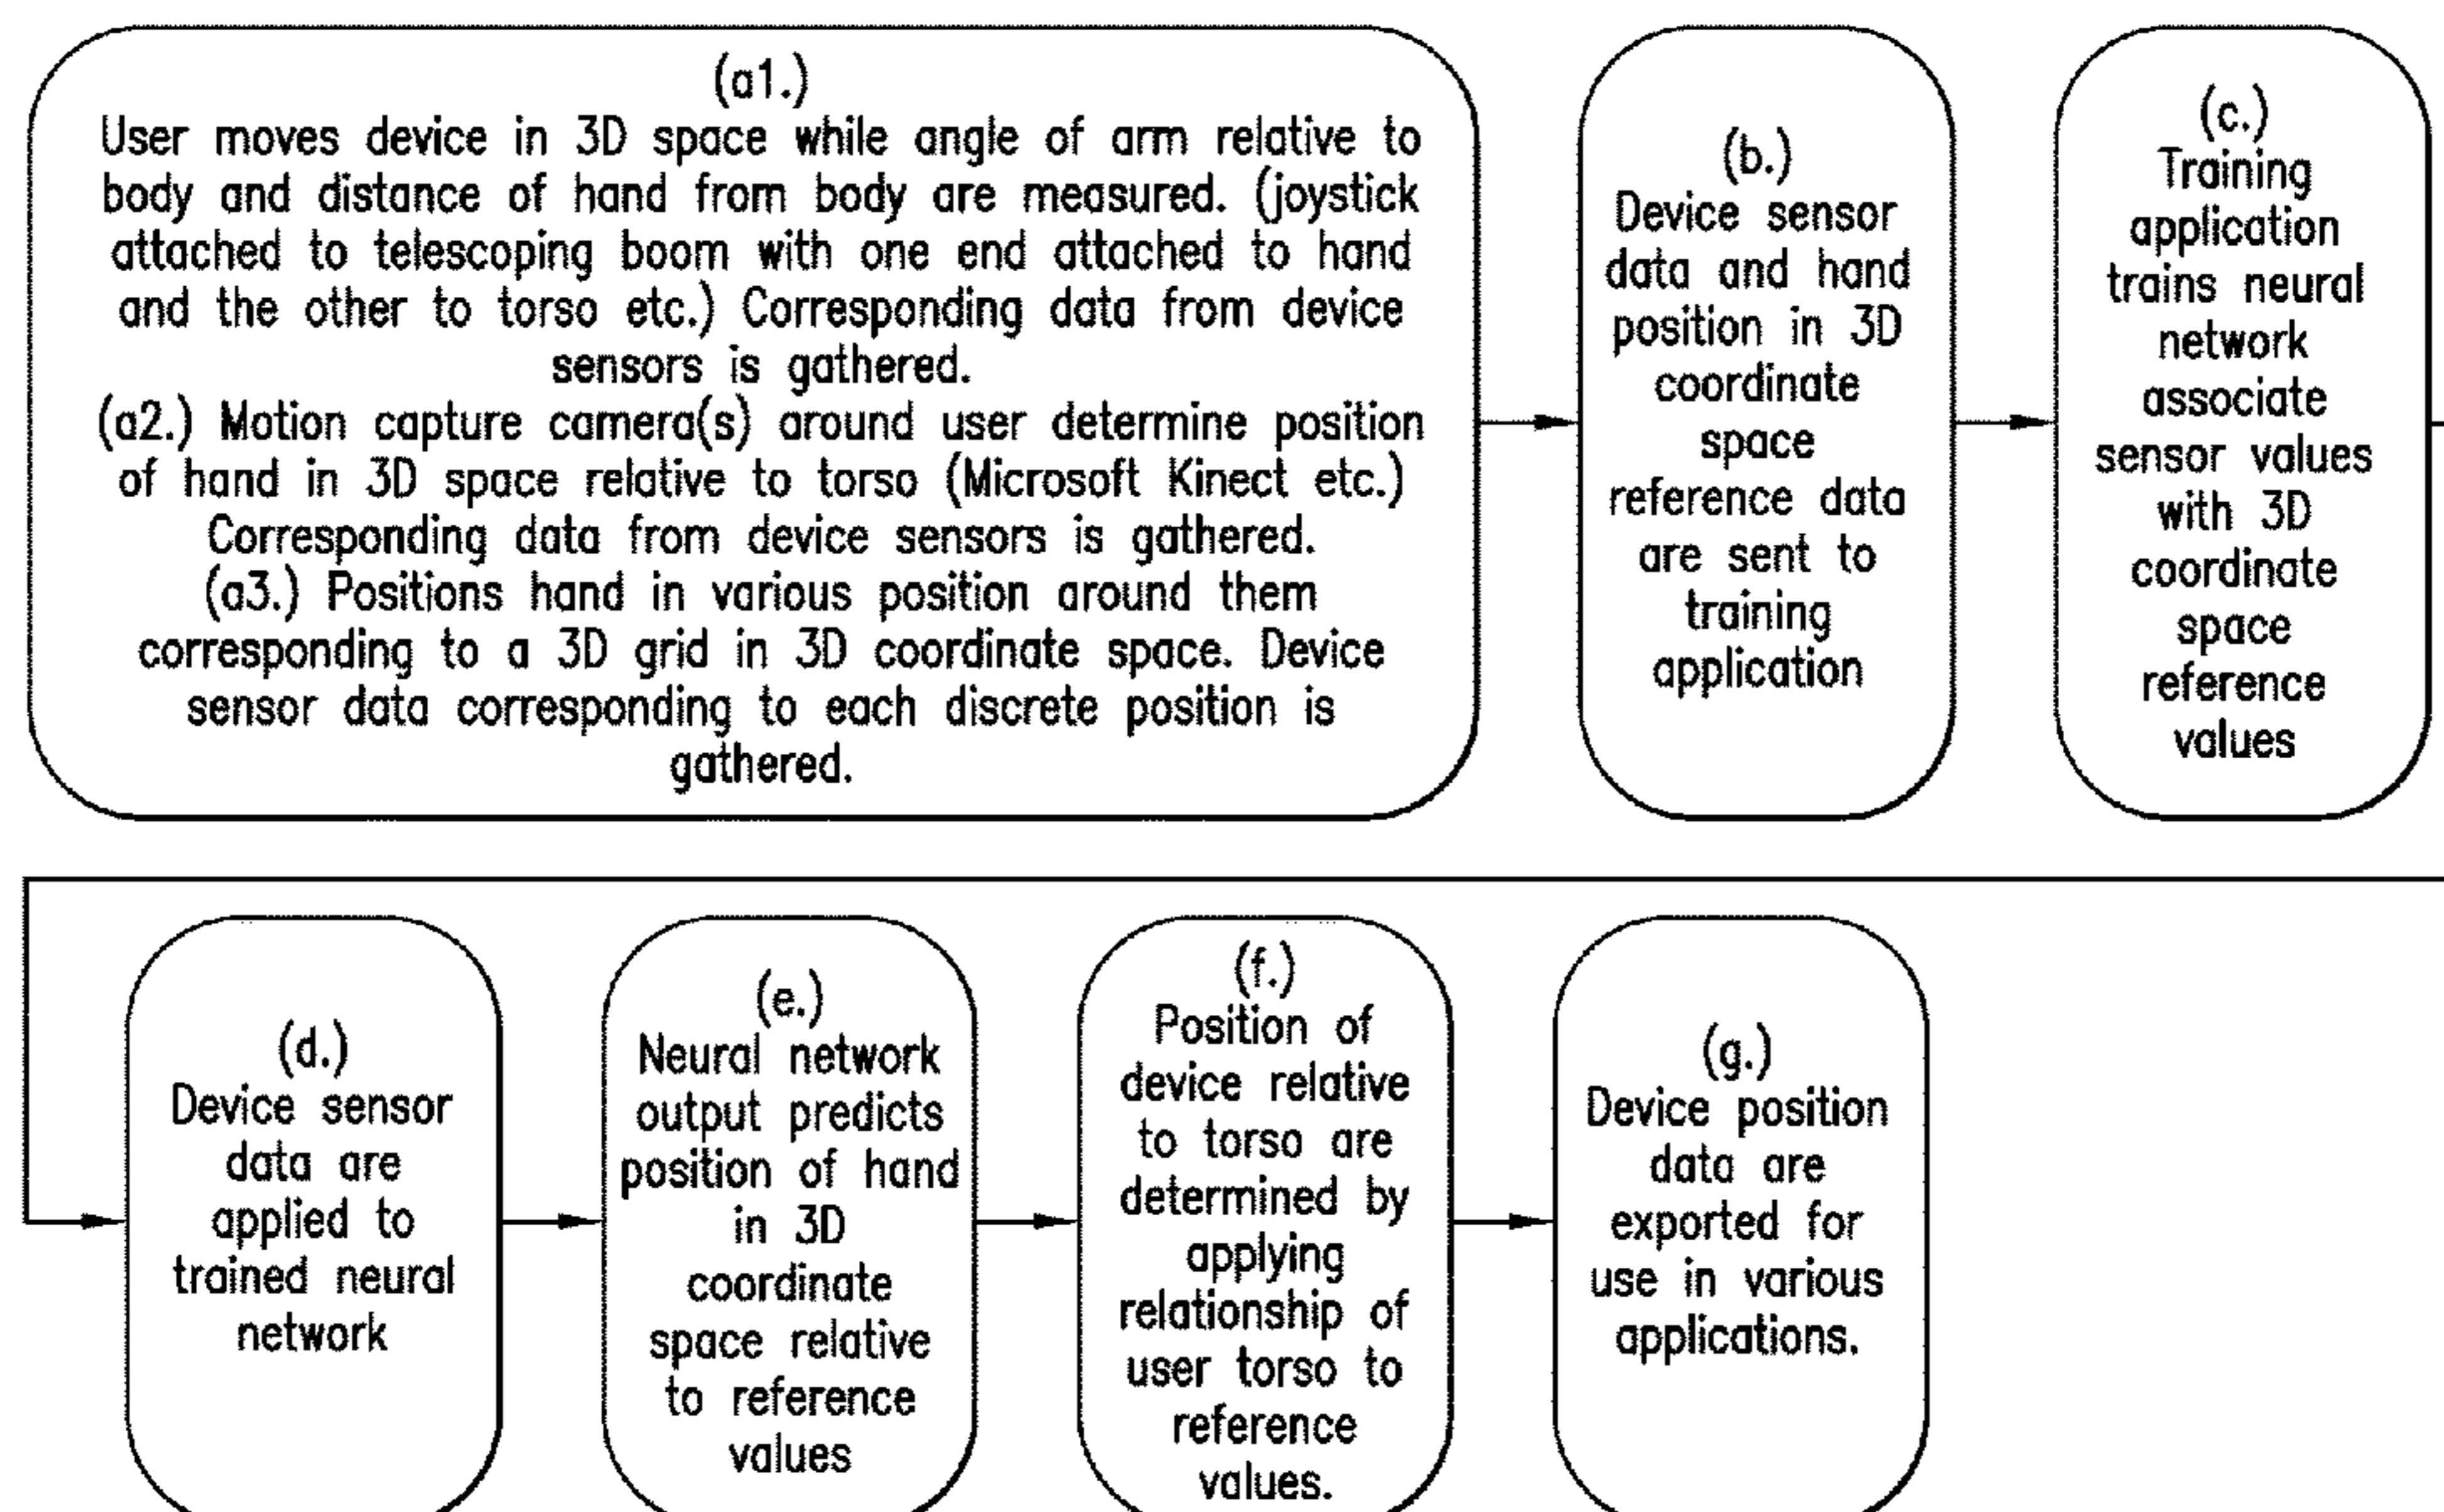 (a1.)
User moves device in 3D space while angle of arm relative to
body and distance of hand from body are measured. (joystick
attached to telescoping boom with one end attached to hand
and the other to torso etc.) Corresponding data from device
sensors is gathered.
(a2.) Motion capture camera(s) around user determine position
of hand in 3D space relative to torso (Microsoft Kinect etc.)
Corresponding data from device sensors is gathered.
(a3.) Positions hand in various position around them
corresponding to a 3D grid in 3D coordinate space. Device
sensor data corresponding to each discrete position is
gathered.
(b.)
Device sensor
data and hand
position in 3D
coordinate
space
reference data
are sent to
training
application
(c.)
Training
application
trains neural
network
associate
sensor values
with 3D
coordinate
space
reference
values
(d.)
Device sensor
data are
applied to
trained neural
network
(e.)
Neural network
output predicts
position of hand
in 3D
coordinate
space relative
to reference
values
(f.)
Position of
device relative
to torso are
determined by
applying
relationship of
user torso to
reference
values.
(g.)
Device position
data are
exported for
use in various
applications.